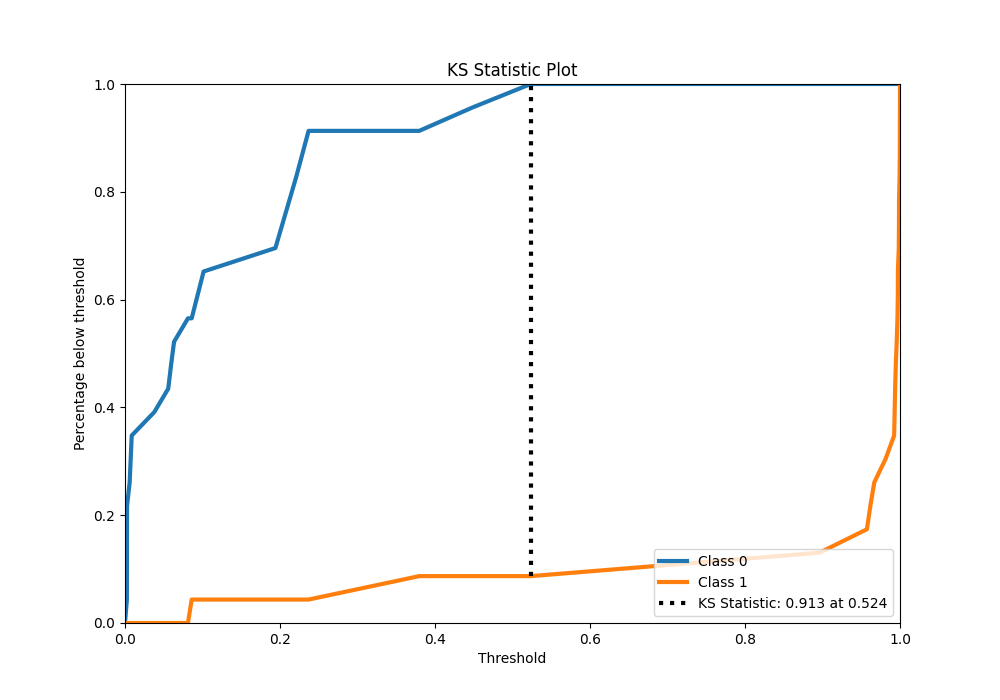 KS Statistic Plot
1.0
0.8
0.6
0.4
0.2
0.0
Percentage below threshold
0.0 0.2 0.4 0.6 0.8 1.0
Threshold
Class 0
Class 1
KS Statistic: 0.913 at 0.524